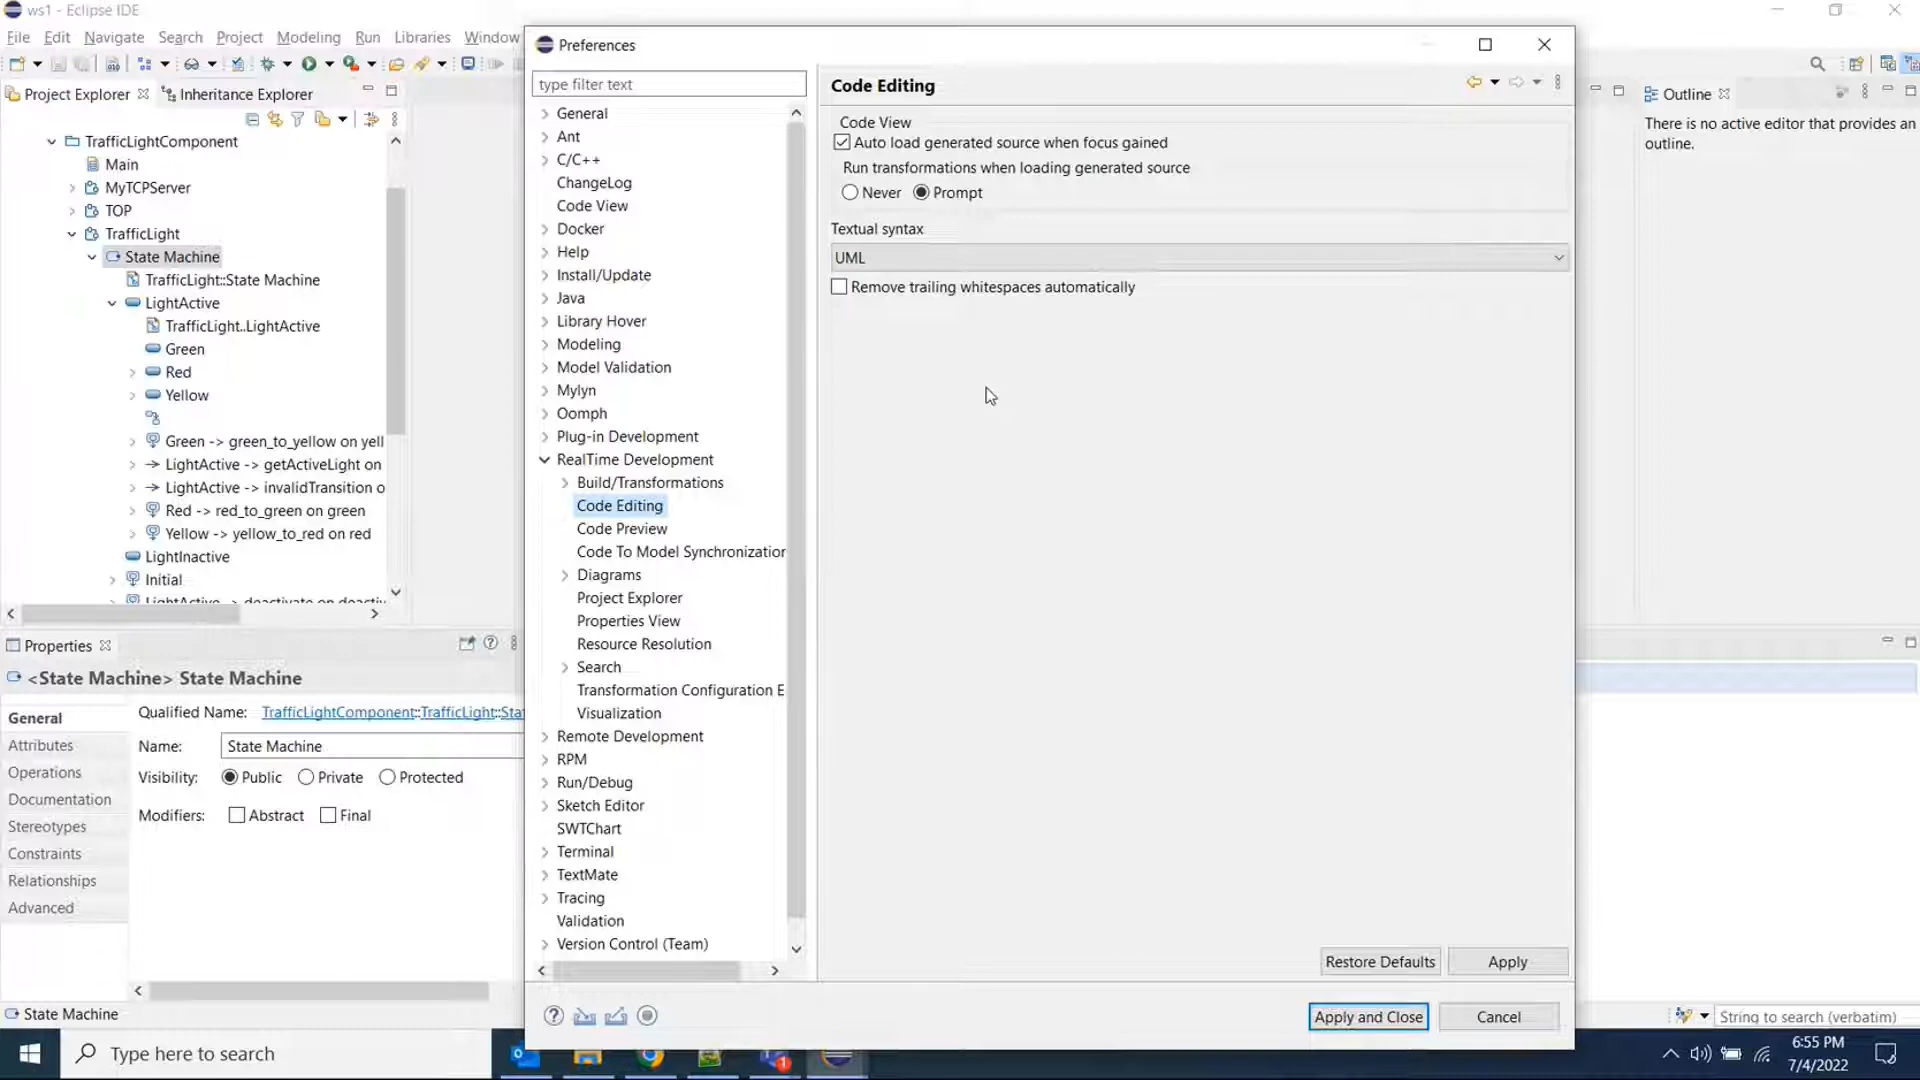 ws1 - Eclipse IDE
File Edit Navigate Search Project Modeling Run Libraries Window
Project Explorer
Inheritance Explorer
TrafficLightComponent
Main
MyTCPServer
TOP
TrafficLight
State Machine
TrafficLight::State Machine
LightActive
TrafficLight..LightActive
Green
Red
Yellow
Green -> green_to_yellow on yell
LightActive -> getActiveLight on
LightActive -> invalidTransition o
Red -> red_to_green on green
Yellow -> yellow_to_red on red
LightInactive
Initial
LightActive -> deactivate on deactiv
Properties
<State Machine> State Machine
General
Attributes
Operations
Documentation
Stereotypes
Constraints
Relationships
Advanced
Qualified Name: TrafficLightComponent::TrafficLight::Sta
Name: State Machine
Visibility: Public Private Protected
Modifiers: Abstract Final
State Machine
Preferences
type filter text
General
Ant
C/C++
ChangeLog
Code View
Docker
Help
Install/Update
Java
Library Hover
Modeling
Model Validation
Mylyn
Oomph
Plug-in Development
RealTime Development
Build/Transformations
Code Editing
Code Preview
Code To Model Synchronization
Diagrams
Project Explorer
Properties View
Resource Resolution
Search
Transformation Configuration E
Visualization
Remote Development
RPM
Run/Debug
Sketch Editor
SWTChart
Terminal
TextMate
Tracing
Validation
Version Control (Team)
Code Editing
Code View
Auto load generated source when focus gained
Run transformations when loading generated source
Never Prompt
Textual syntax
UML
Remove trailing whitespaces automatically
Restore Defaults
Apply
Apply and Close
Cancel
Outline
There is no active editor that provides an
outline.
String to search (verbatim)
Type here to search
6:55 PM
7/4/2022